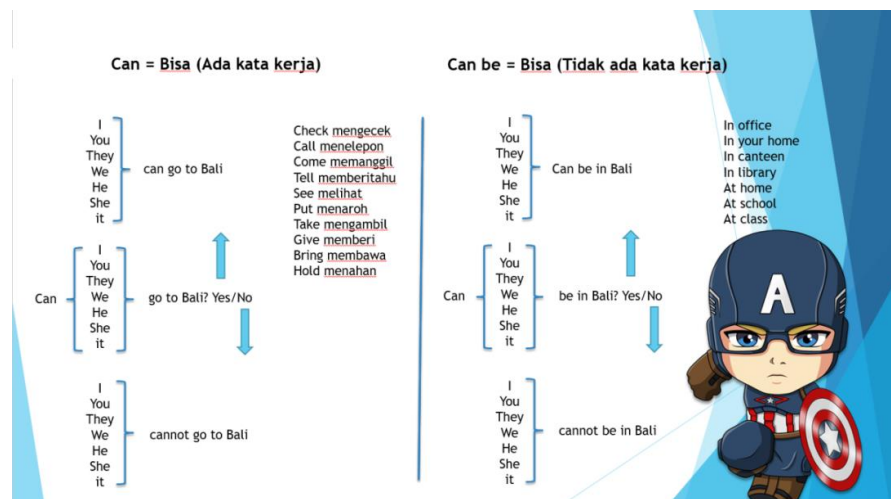 Can = Bisa (Ada kata kerja)
I
You
They
We
He
She
it
can go to Bali
Check mengecek
Call menelepon
Come memanggil
Tell memberitahu
See melihat
Put menaroh
Take mengambil
Give memberi
Bring membawa
Hold menahan
Can
I
You
They
We
He
She
it
go to Bali? Yes/No
I
You
They
We
He
She
it
cannot go to Bali
Can be = Bisa (Tidak ada kata kerja)
I
You
They
We
He
She
it
Can be in Bali
In office
In your home
In canteen
In library
At home
At school
At class
Can
I
You
They
We
He
She
it
be in Bali? Yes/No
I
You
They
We
He
She
it
cannot be in Bali
A